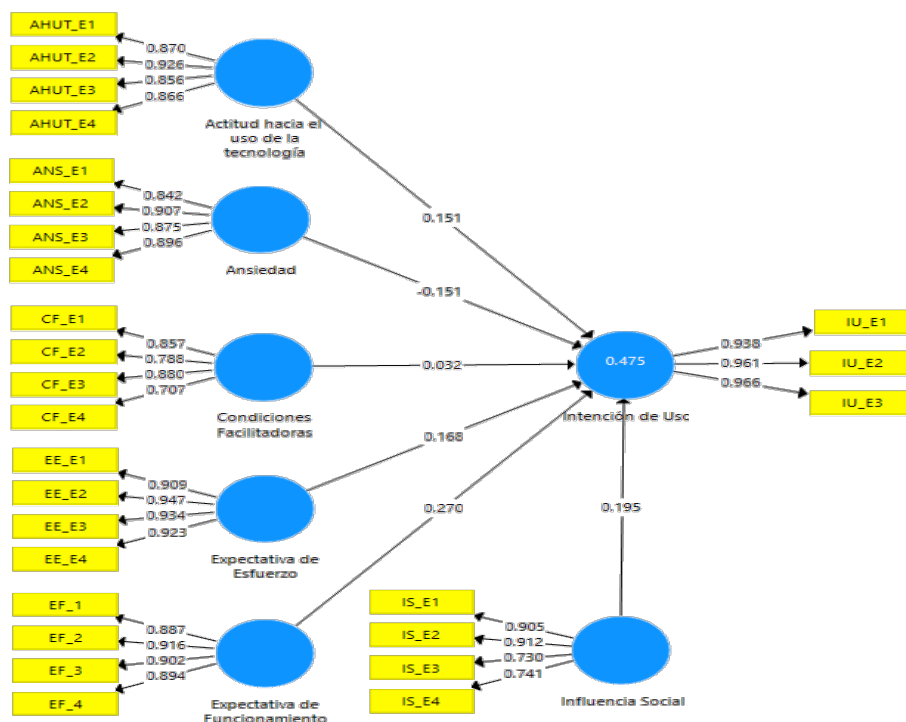 AHUT_E1
AHUT_E2
AHUT_E3
AHUT_E4
0.870
0.926
0.856
0.866
Actitud hacia el
uso de la
tecnología
ANS_E1
ANS_E2
ANS_E3
ANS_E4
0.842
0.907
0.875
0.896
Ansiedad
CF_E1
CF_E2
CF_E3
CF_E4
0.857
0.788
0.880
0.707
Condiciones
Facilitadoras
EE_E1
EE_E2
EE_E3
EE_E4
0.909
0.947
0.934
0.923
Expectativa de
Esfuerzo
EF_1
EF_2
EF_3
EF_4
0.887
0.916
0.902
0.894
Expectativa de
Funcionamiento
0.151
-0.151
0.032
0.168
0.270
0.195
IS_E1
IS_E2
IS_E3
IS_E4
0.905
0.912
0.730
0.741
Influencia Social
0.475
Intención de Usc
0.938
0.961
0.966
IU_E1
IU_E2
IU_E3